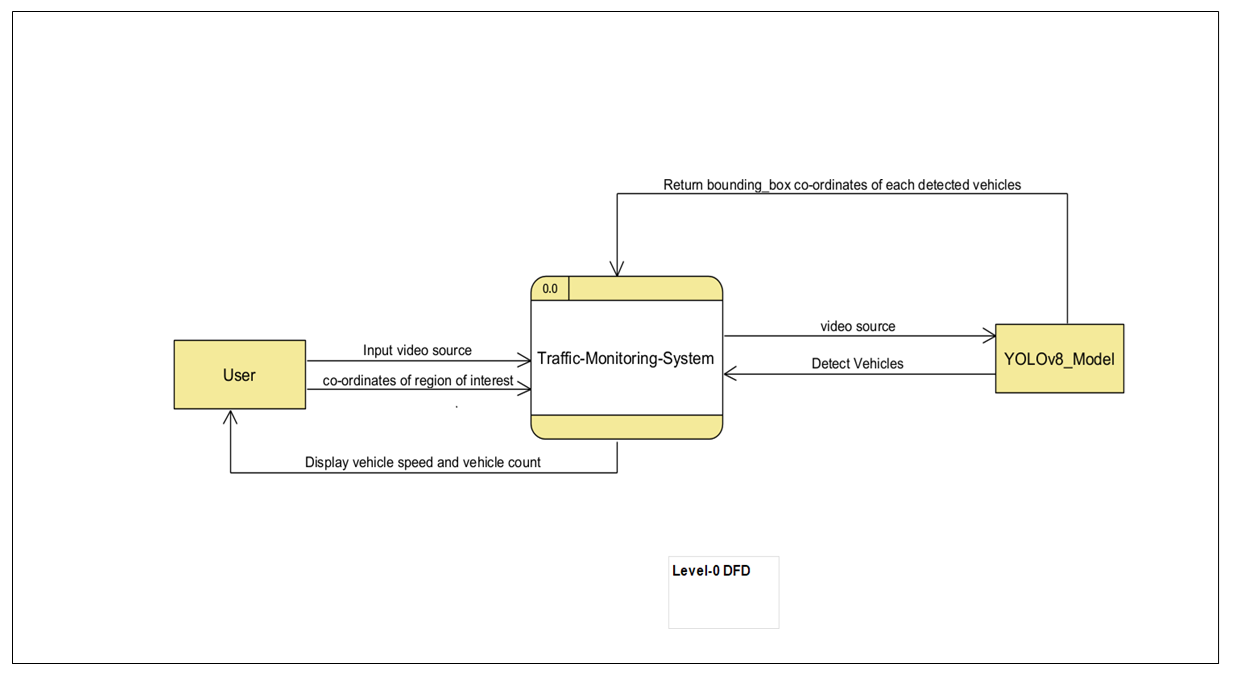 Return bounding_box co-ordinates of each detected vehicles
0.0
video source
Input video source
Traffic-Monitoring-System
YOLOv8_Model
Detect Vehicles
User
co-ordinates of region of interest
Display vehicle speed and vehicle count
Level-0 DFD